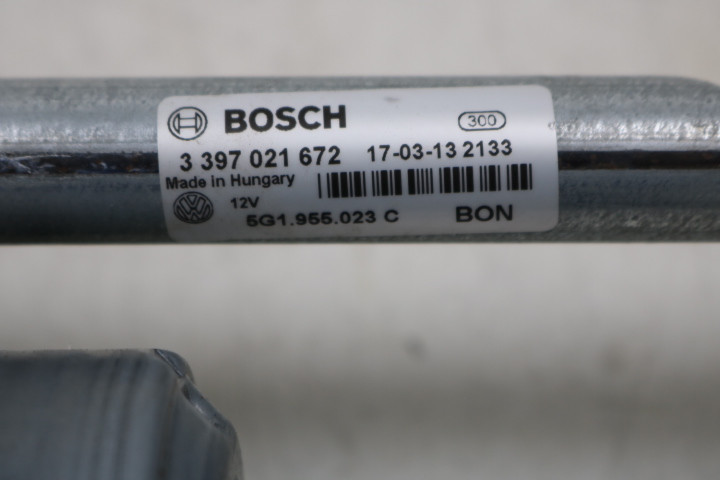 BOSCH 300
3 397 021 672 17-03-13 2133
Made in Hungary
12V
5G1.955.023 C BON